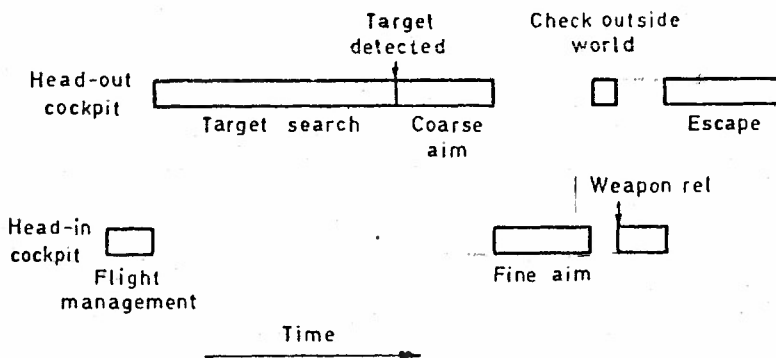 Target
detected
Check outside
world
Head-out
cockpit
Target search
Coarse
aim
Escape
Weapon rel
Head-in
cockpit
Flight
management
Fine aim
Time